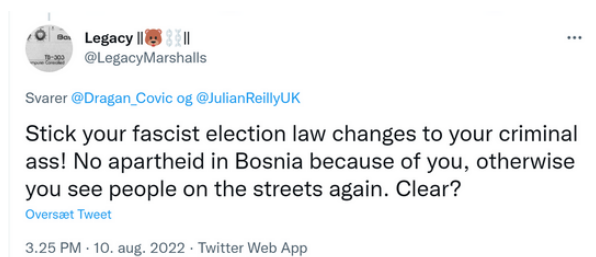 Legacy ||🐻⛓||
@LegacyMarshalls
Svarer @Dragan_Covic og @JulianReillyUK
Stick your fascist election law changes to your criminal
ass! No apartheid in Bosnia because of you, otherwise
you see people on the streets again. Clear?
Oversæt Tweet
3.25 PM · 10. aug. 2022 · Twitter Web App